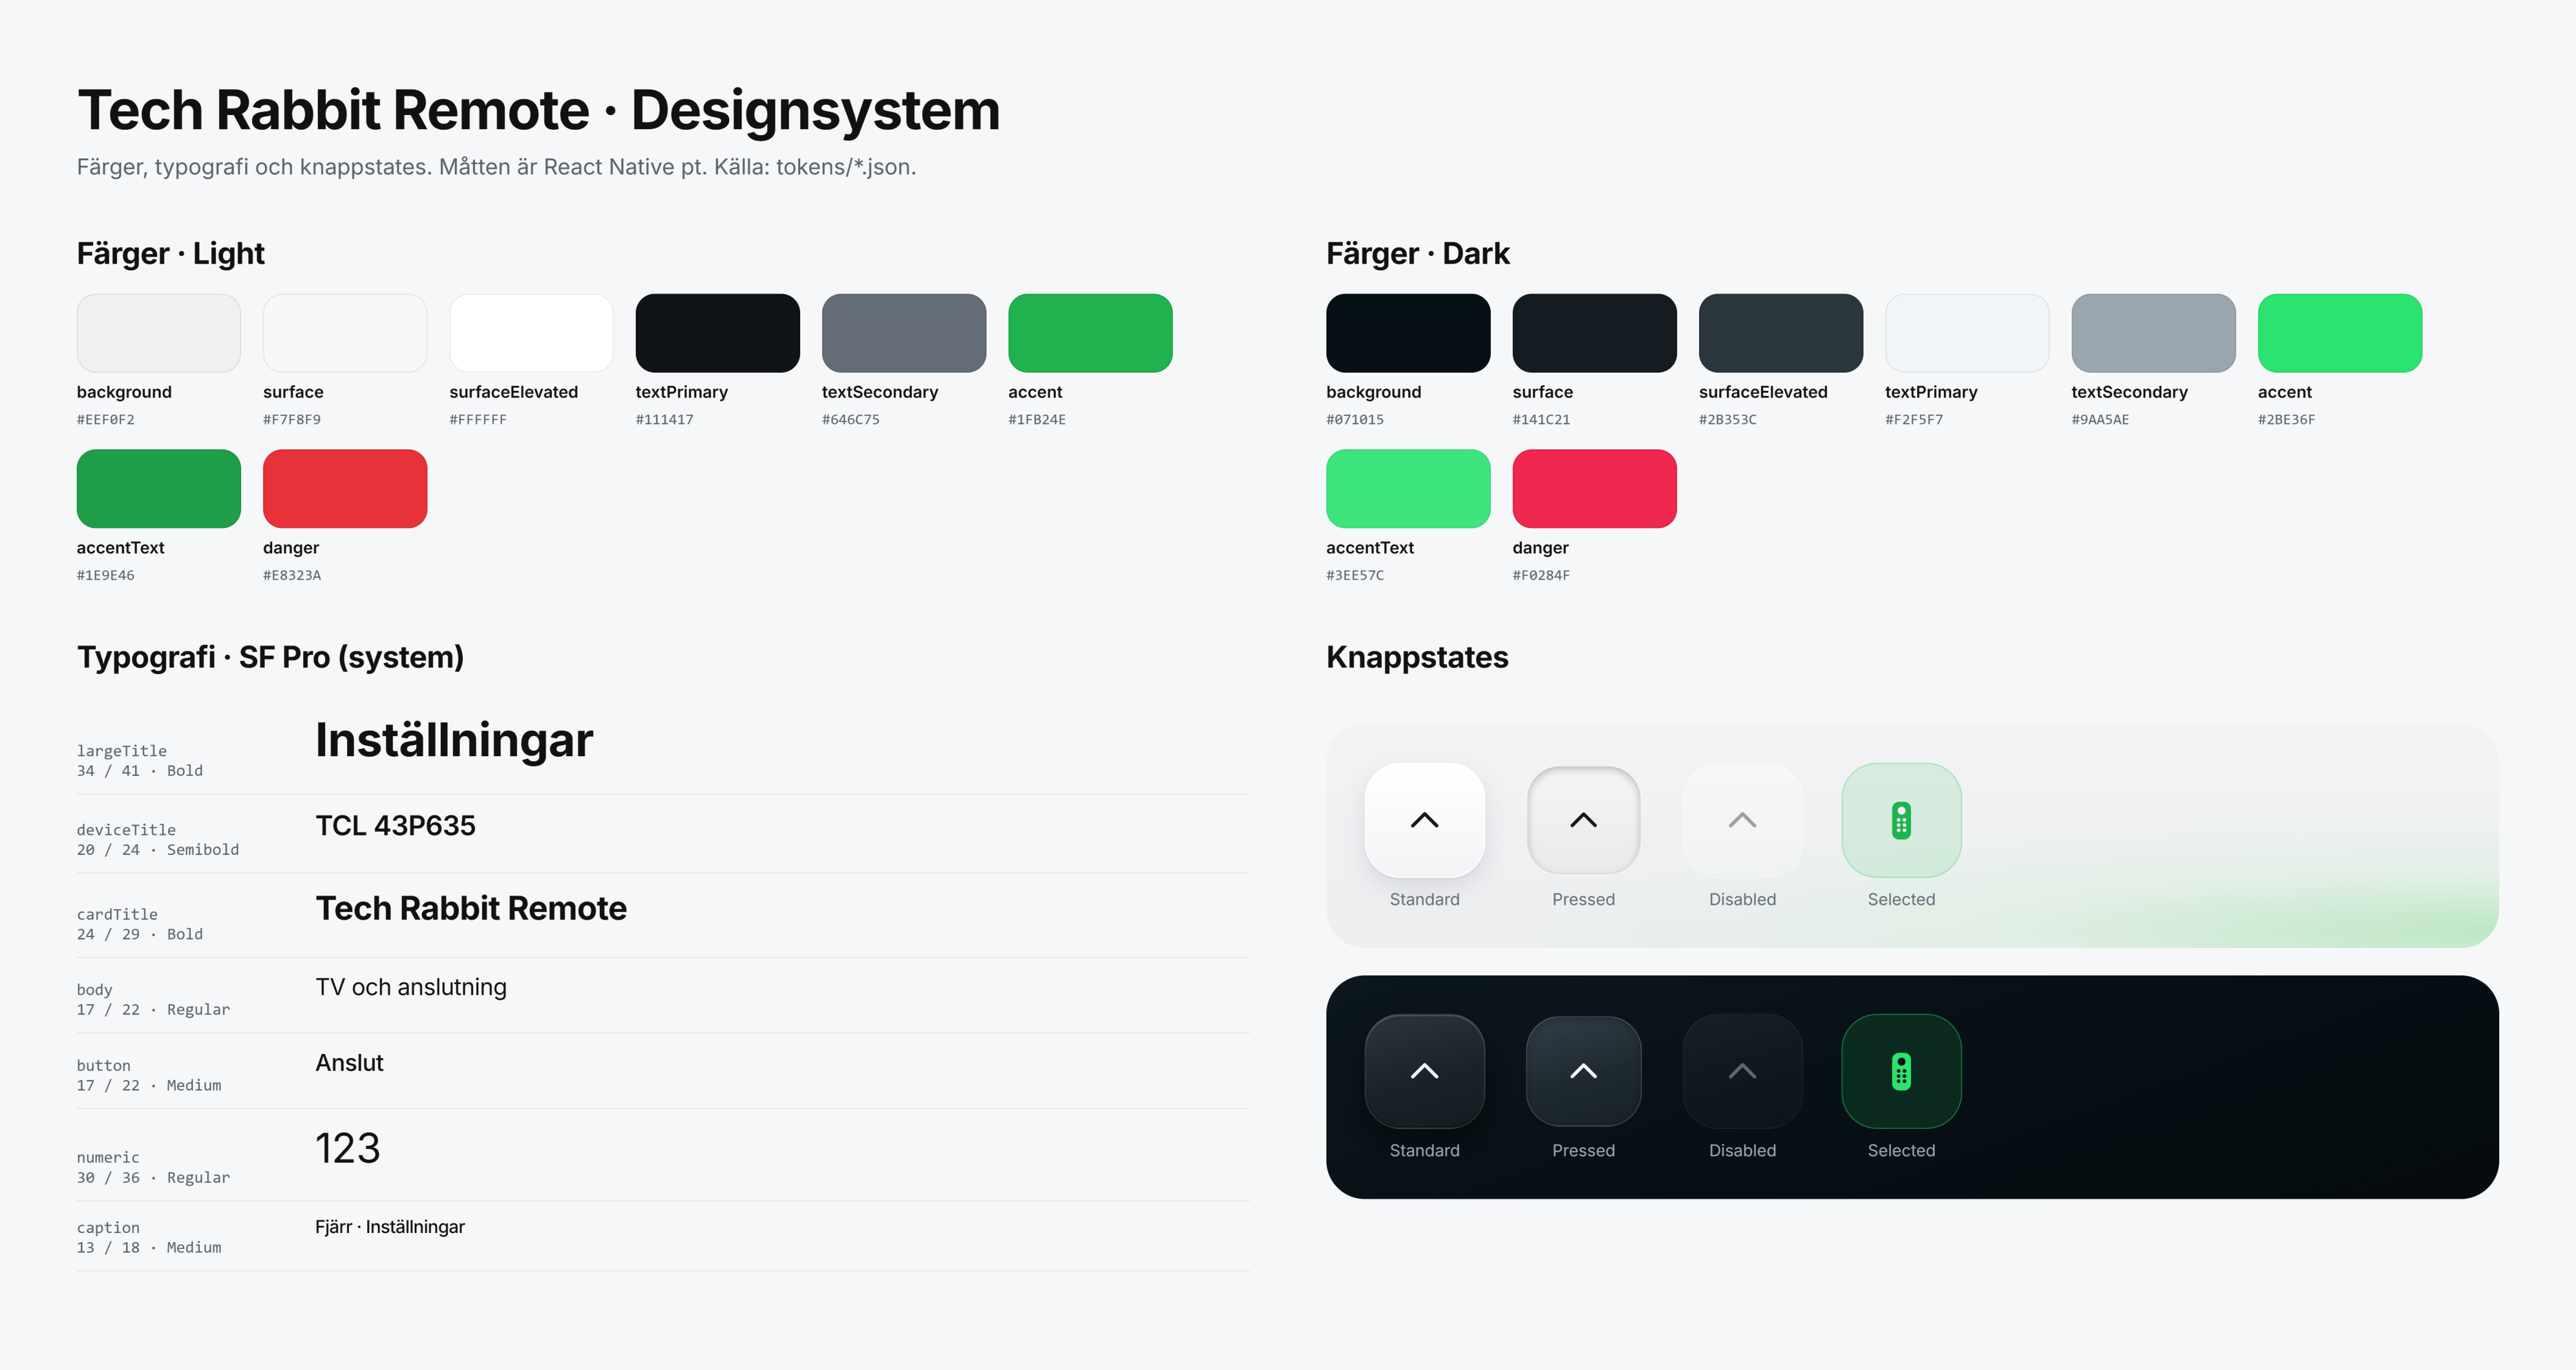 Tech Rabbit Remote · Designsystem
Färger, typografi och knappstates. Måtten är React Native pt. Källa: tokens/*.json.
Färger · Light
background
#EEF0F2
surface
#F7F8F9
surfaceElevated
#FFFFFF
textPrimary
#111417
textSecondary
#646C75
accent
#1FB24E
accentText
#1E9E46
danger
#E8323A
Färger · Dark
background
#071015
surface
#141C21
surfaceElevated
#2B353C
textPrimary
#F2F5F7
textSecondary
#9AA5AE
accent
#2BE36F
accentText
#3EE57C
danger
#F0284F
Typografi · SF Pro (system)
largeTitle
34 / 41 · Bold
Inställningar
deviceTitle
20 / 24 · Semibold
TCL 43P635
cardTitle
24 / 29 · Bold
Tech Rabbit Remote
body
17 / 22 · Regular
TV och anslutning
button
17 / 22 · Medium
Anslut
numeric
30 / 36 · Regular
123
caption
13 / 18 · Medium
Fjärr · Inställningar
Knappstates
Standard
Pressed
Disabled
Selected
Standard
Pressed
Disabled
Selected